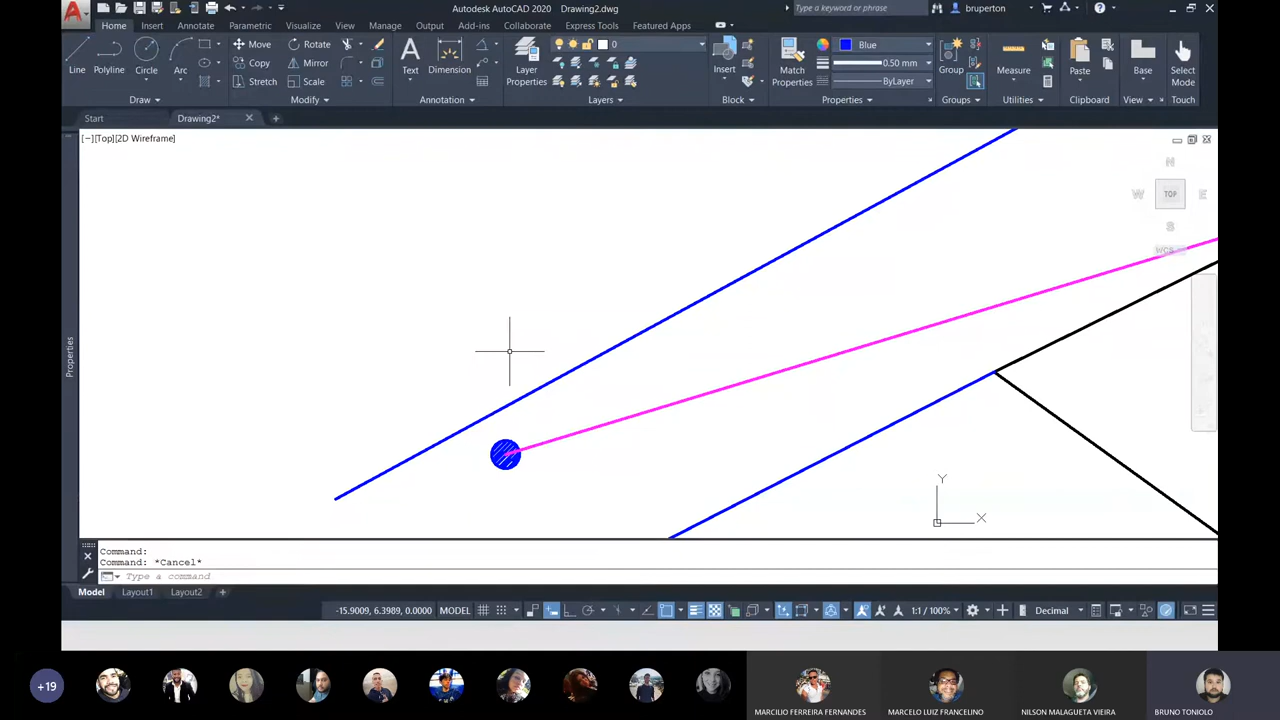 Autodesk AutoCAD 2020 Drawing2.dwg
Type a keyword or phrase
bruperton
Home Insert Annotate Parametric Visualize View Manage Output Add-ins Collaborate Express Tools Featured Apps
Line Polyline Circle Arc
Move Rotate
Copy Mirror
Stretch Scale
Text Dimension
Layer Properties
0
Insert
Match Properties
Blue
0.50 mm
ByLayer
Group
Measure
Paste
Base
Select Mode
Draw Modify Annotation Layers Block Properties Groups Utilities Clipboard View Touch
Start Drawing2*
[−][Top][2D Wireframe]
N
W TOP E
S
WCS
Properties
Y
X
Command:
Command: *Cancel*
Type a command
Model Layout1 Layout2
-15.9009, 6.3989, 0.0000 MODEL 1:1 / 100% Decimal
+19
MARCILIO FERREIRA FERNANDES MARCELO LUIZ FRANCELINO NILSON MALAGUETA VIEIRA BRUNO TONIOLO